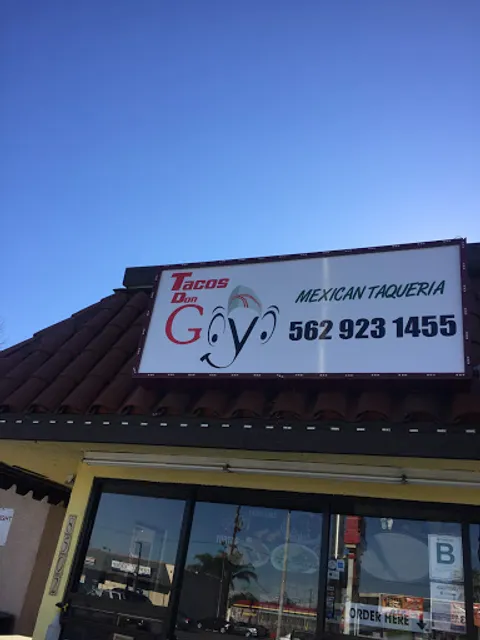 Tacos
Don
Goyo
MEXICAN TAQUERIA
562 923 1455
B
ORDER HERE